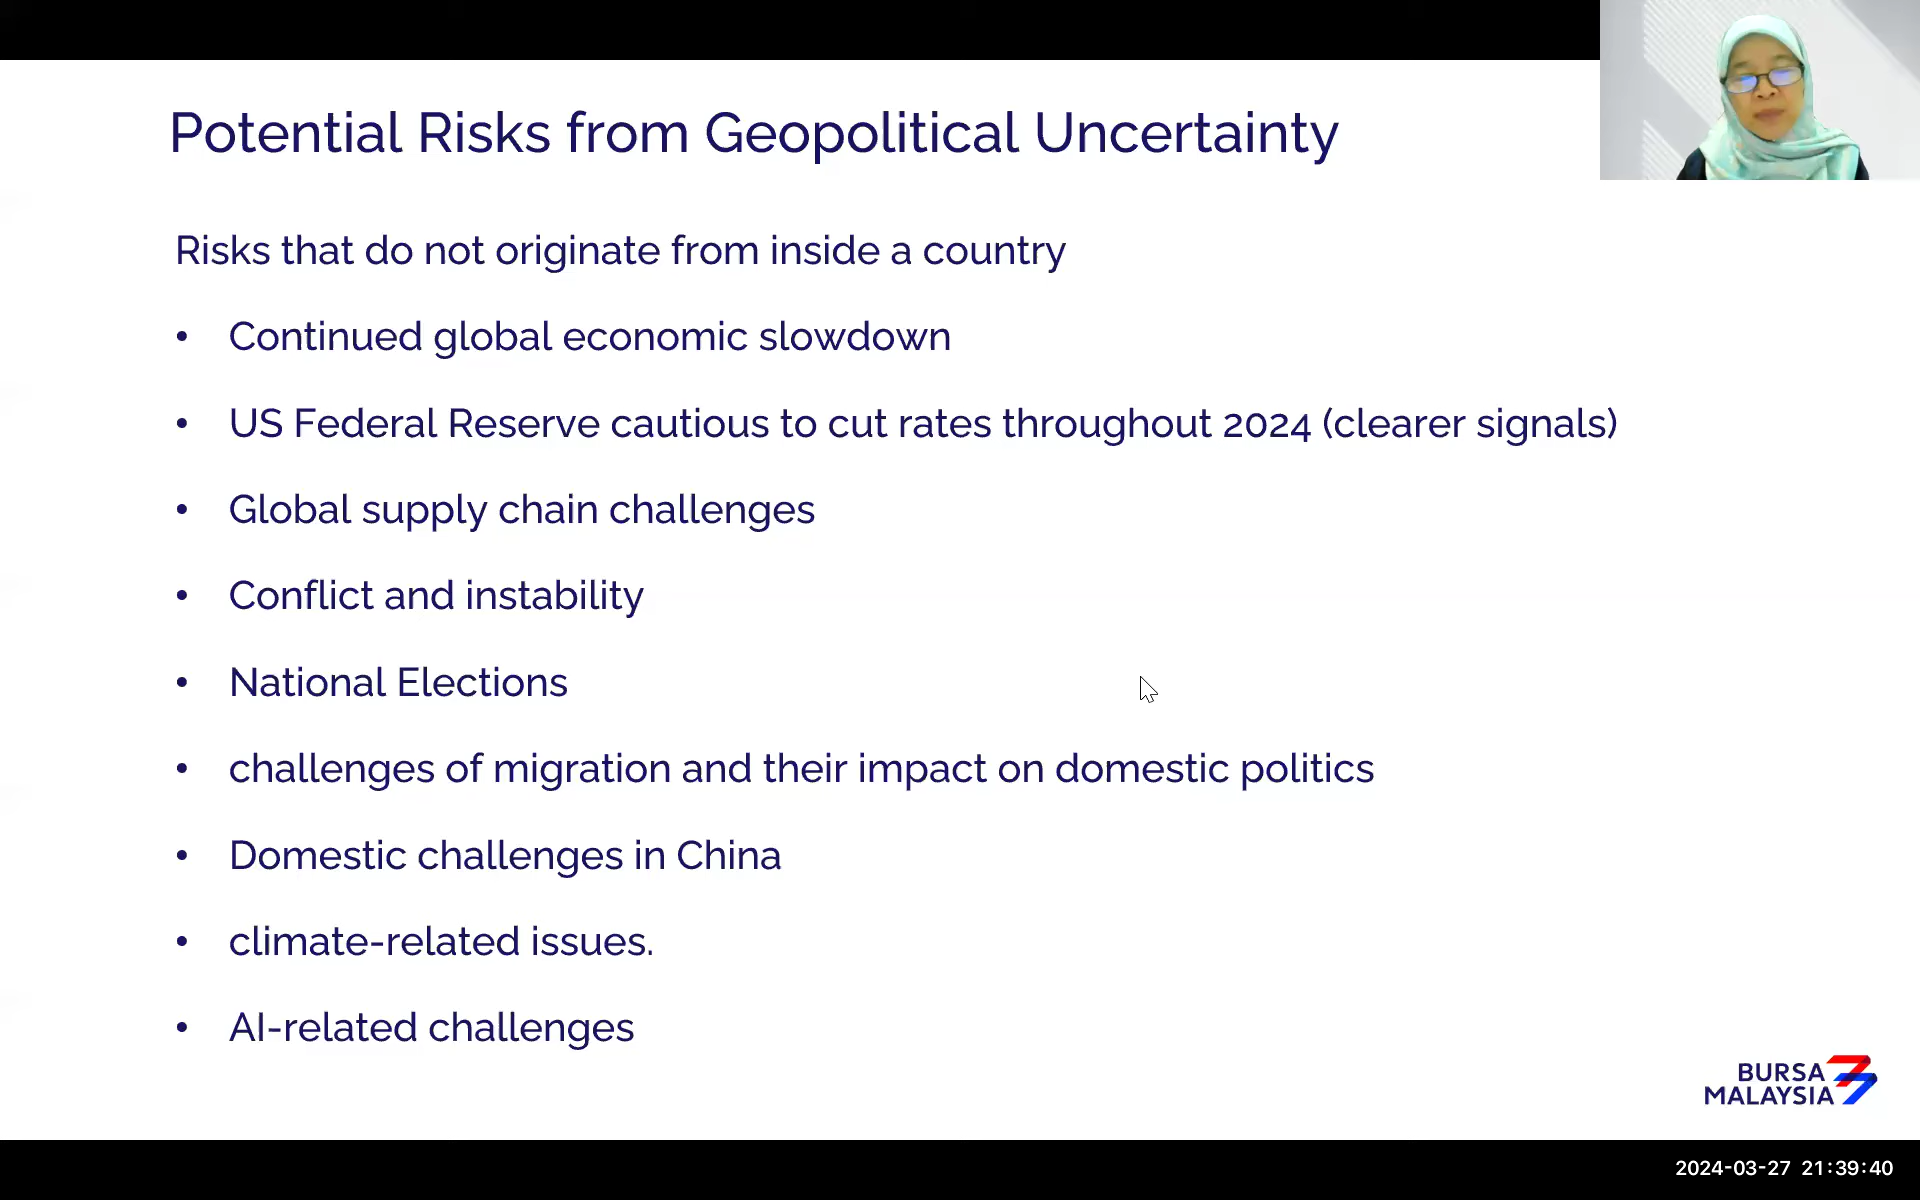 Potential Risks from Geopolitical Uncertainty
Risks that do not originate from inside a country
• Continued global economic slowdown
• US Federal Reserve cautious to cut rates throughout 2024 (clearer signals)
• Global supply chain challenges
• Conflict and instability
• National Elections
• challenges of migration and their impact on domestic politics
• Domestic challenges in China
• climate-related issues.
• AI-related challenges
BURSA
MALAYSIA
2024-03-27 21:39:40